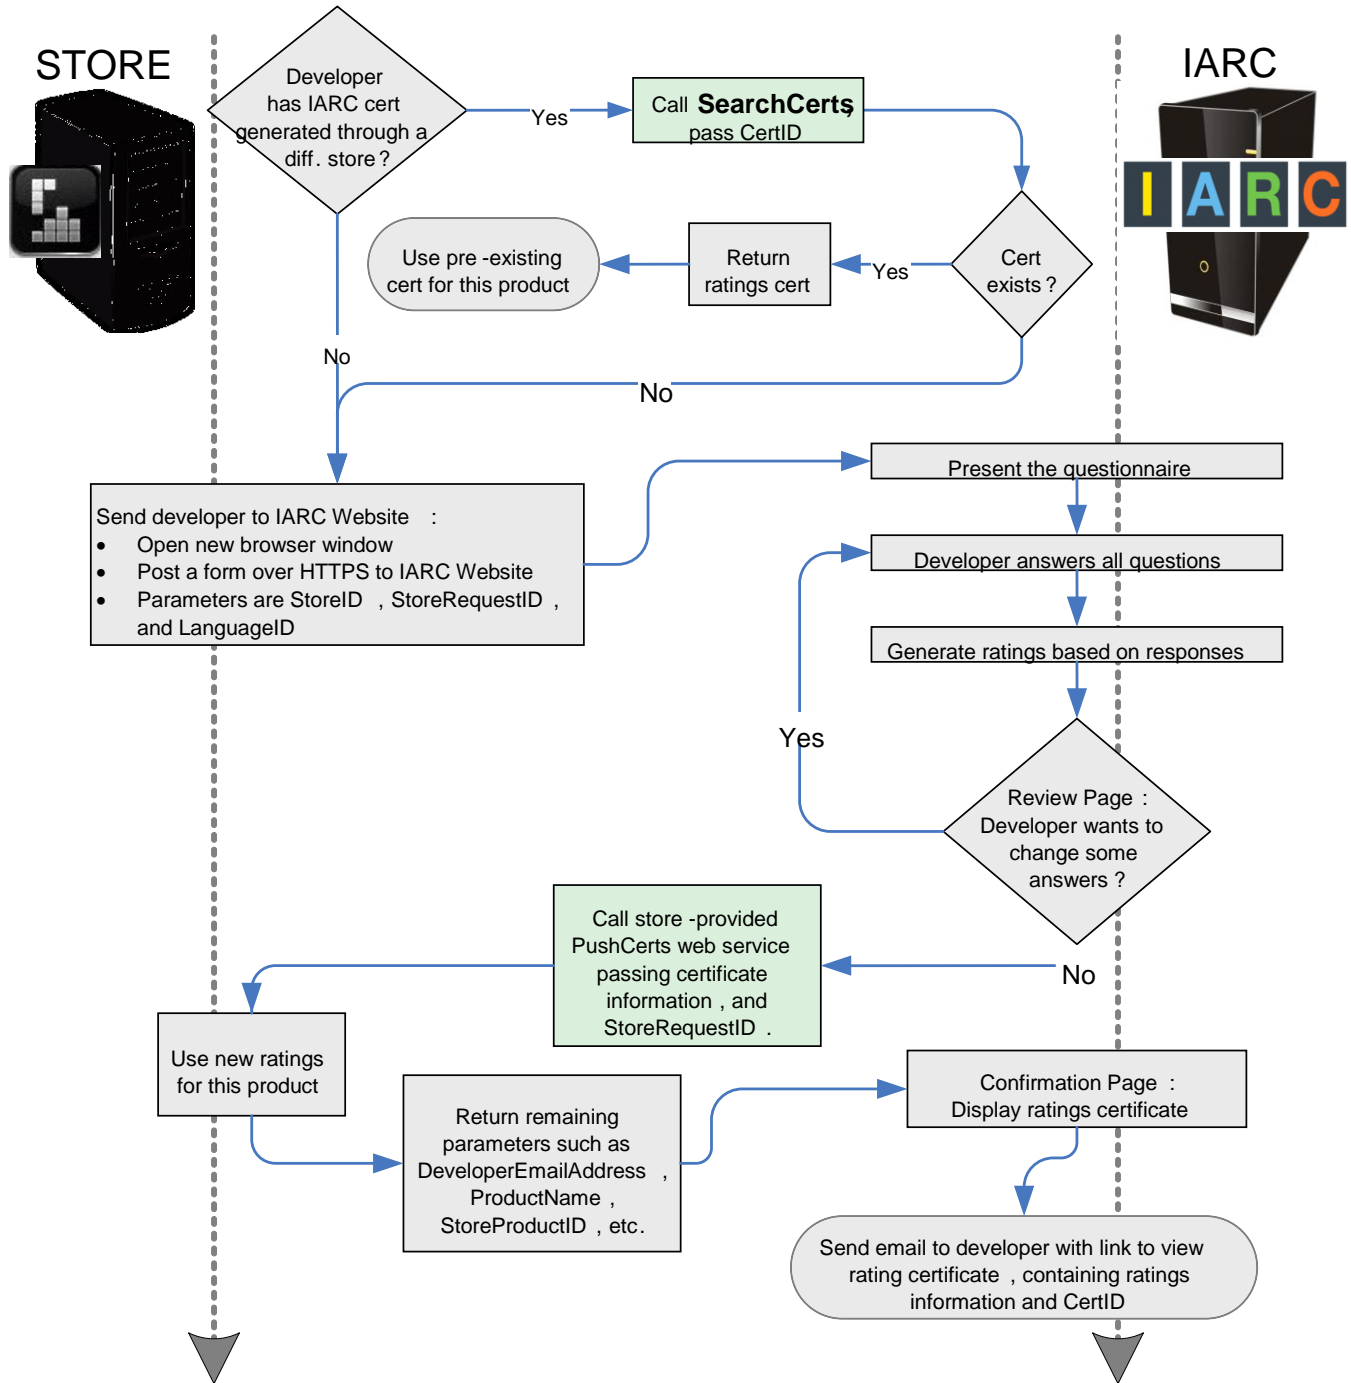 STORE
IARC
Developer
has IARC cert
generated through a
diff. store ?
Yes
Call SearchCerts,
pass CertID
I A R C
Use pre -existing
cert for this product
Return
ratings cert
Yes
Cert
exists ?
No
No
Present the questionnaire
Send developer to IARC Website :
• Open new browser window
• Post a form over HTTPS to IARC Website
• Parameters are StoreID , StoreRequestID ,
and LanguageID
Developer answers all questions
Generate ratings based on responses
Yes
Review Page :
Developer wants to
change some
answers ?
Call store -provided
PushCerts web service
passing certificate
information , and
StoreRequestID .
No
Use new ratings
for this product
Return remaining
parameters such as
DeveloperEmailAddress ,
ProductName ,
StoreProductID , etc.
Confirmation Page :
Display ratings certificate
Send email to developer with link to view
rating certificate , containing ratings
information and CertID